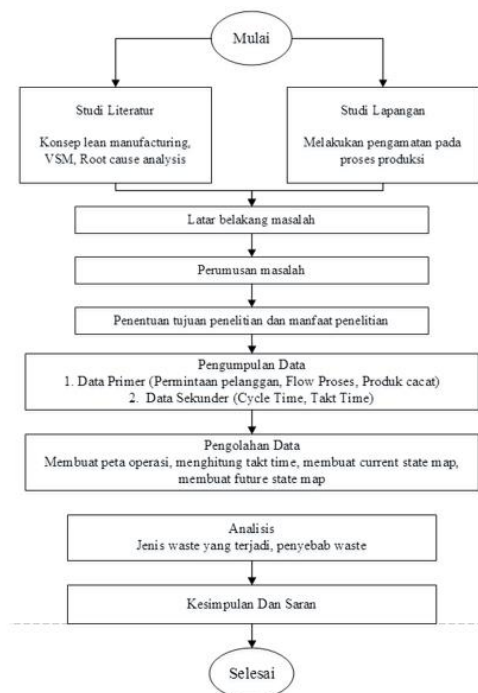 Mulai
Studi Literatur
Konsep lean manufacturing,
VSM, Root cause analysis
Studi Lapangan
Melakukan pengamatan pada
proses produksi
Latar belakang masalah
Perumusan masalah
Penentuan tujuan penelitian dan manfaat penelitian
Pengumpulan Data
1. Data Primer (Permintaan pelanggan, Flow Proses, Produk cacat)
2. Data Sekunder (Cycle Time, Takt Time)
Pengolahan Data
Membuat peta operasi, menghitung takt time, membuat current state map,
membuat future state map
Analisis
Jenis waste yang terjadi, penyebab waste
Kesimpulan Dan Saran
Selesai